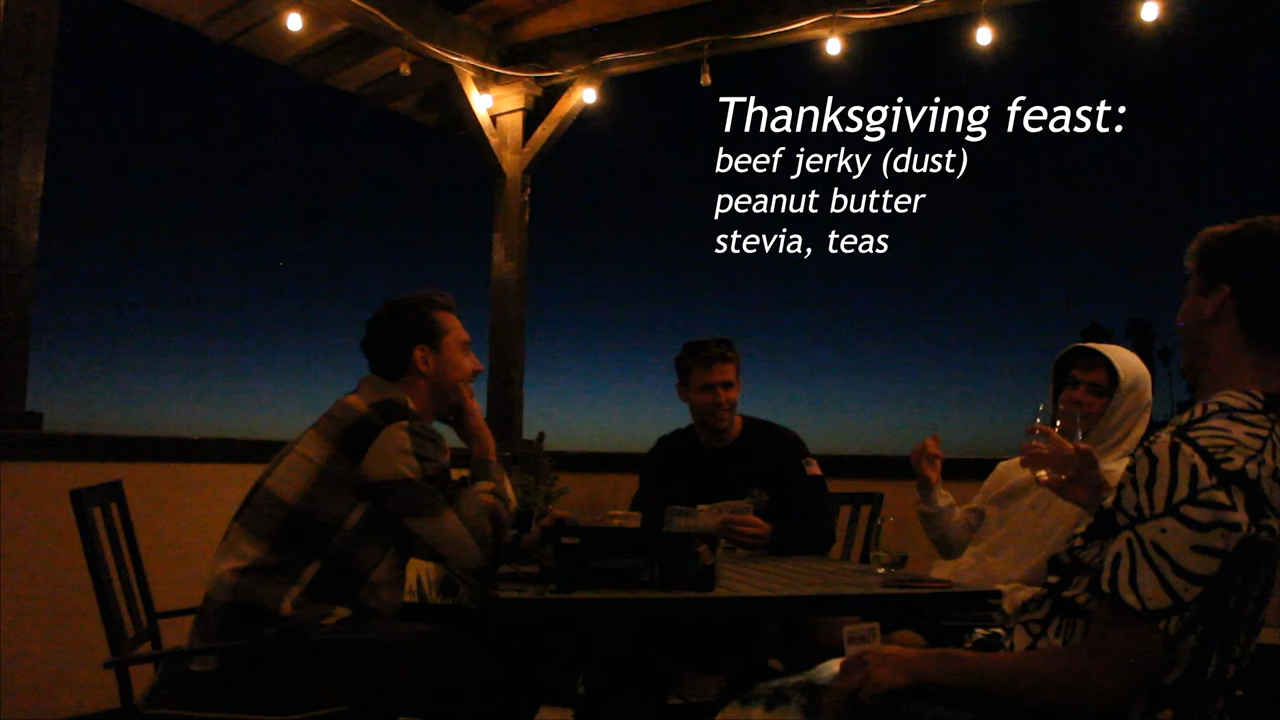 Thanksgiving feast:
beef jerky (dust)
peanut butter
stevia, teas